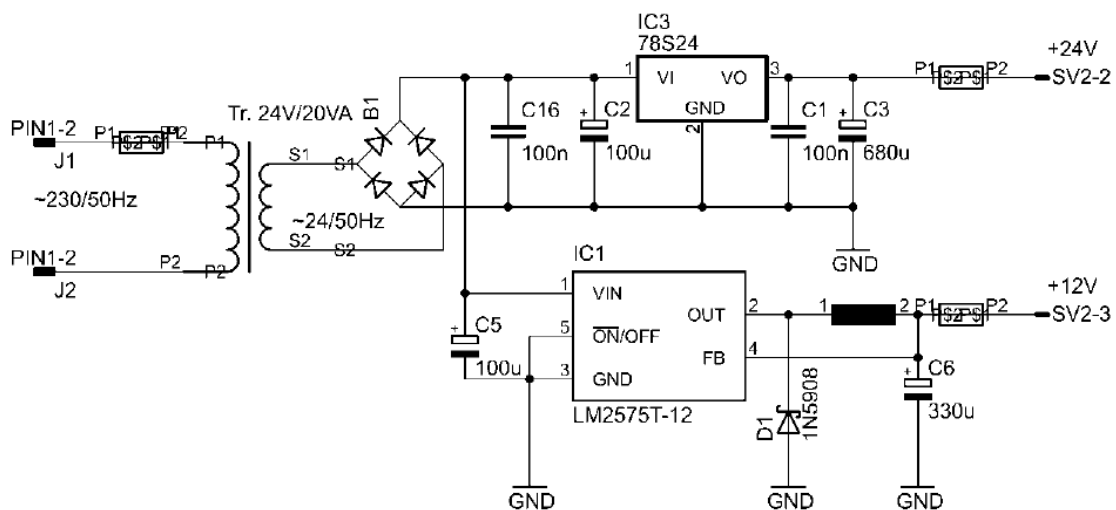 IC3
78S24
+24V
1
VI
VO
3
P1
P2
SV2-2
GND
2
C16
100n
+
C2
100u
C1
100n
+
C3
680u
Tr. 24V/20VA
B1
PIN1-2
P1
P2
P1
J1
S1
S1
~230/50Hz
~24/50Hz
S2
S2
PIN1-2
P2
P2
J2
GND
IC1
1
VIN
OUT
2
1
2
P1
P2
+12V
SV2-3
+
C5
100u
5
ON/OFF
FB
4
3
GND
LM2575T-12
D1
1N5908
+
C6
330u
GND
GND
GND